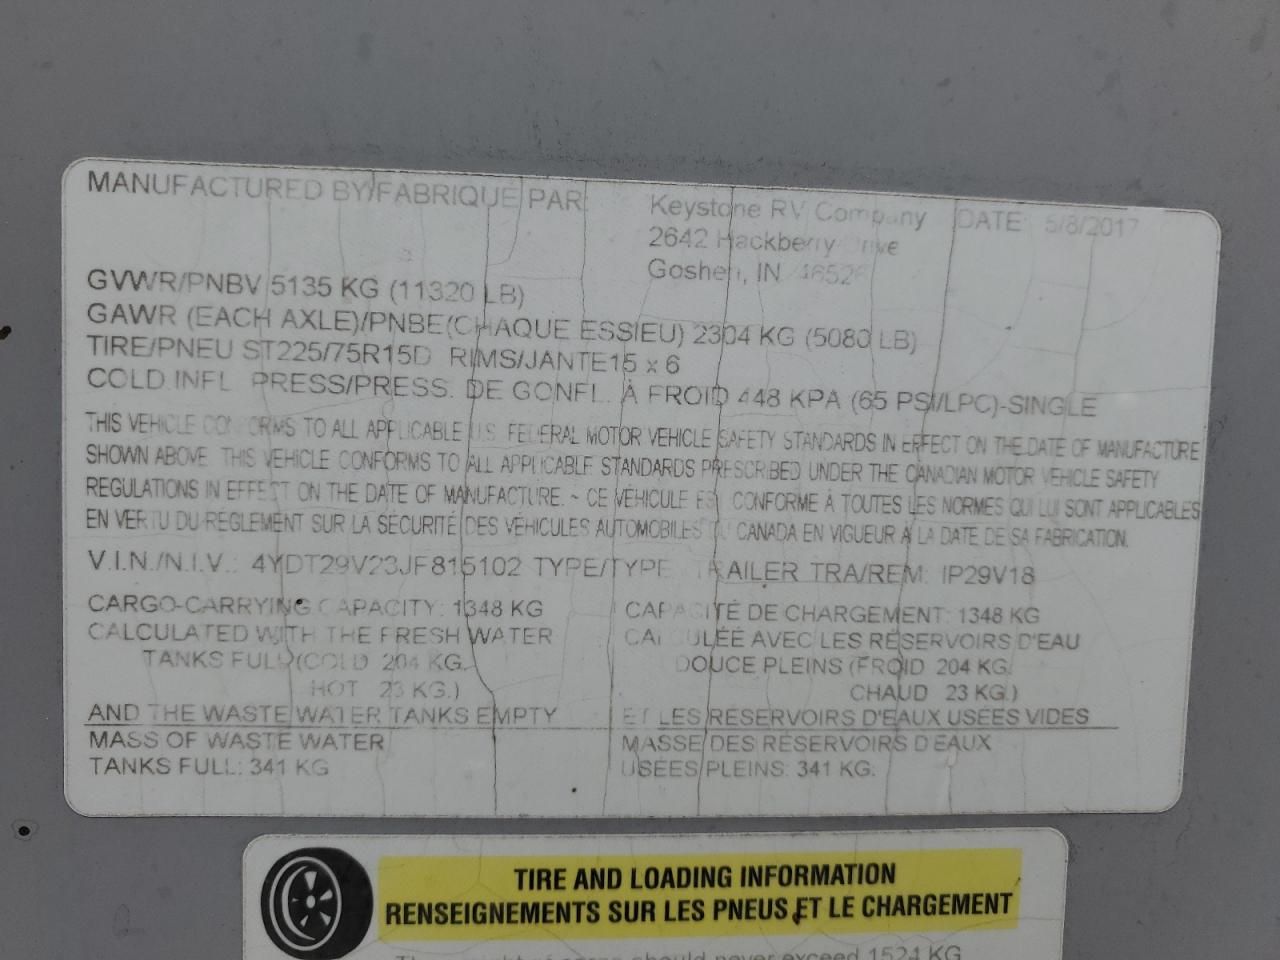 MANUFACTURED BY/FABRIQUÉ PAR Keystone RV Company DATE: 5/8/2017
2642 Hackberry Drive
Goshen, IN 46526
GVWR/PNBV 5135 KG (11320 LB)
GAWR (EACH AXLE)/PNBE(CHAQUE ESSIEU) 2304 KG (5080 LB)
TIRE/PNEU ST225/75R15D RIMS/JANTE15 x 6
COLD INFL PRESS/PRESS. DE GONFL. À FROID 448 KPA (65 PSI/LPC)-SINGLE
THIS VEHICLE CONFORMS TO ALL APPLICABLE U.S. FEDERAL MOTOR VEHICLE SAFETY STANDARDS IN EFFECT ON THE DATE OF MANUFACTURE
SHOWN ABOVE. THIS VEHICLE CONFORMS TO ALL APPLICABLE STANDARDS PRESCRIBED UNDER THE CANADIAN MOTOR VEHICLE SAFETY
REGULATIONS IN EFFECT ON THE DATE OF MANUFACTURE. ~ CE VÉHICULE EST CONFORME À TOUTES LES NORMES QUI LUI SONT APPLICABLES
EN VERTU DU RÈGLEMENT SUR LA SÉCURITÉ DES VÉHICULES AUTOMOBILES DU CANADA EN VIGUEUR À LA DATE DE SA FABRICATION.
V.I.N./N.I.V.: 4YDT29V23JF815102 TYPE/TYPE: TRAILER TRA/REM: IP29V18
CARGO-CARRYING CAPACITY: 1348 KG
CALCULATED WITH THE FRESH WATER
TANKS FULL (COLD 204 KG.
HOT 23 KG.)
AND THE WASTE WATER TANKS EMPTY
MASS OF WASTE WATER
TANKS FULL: 341 KG
CAPACITÉ DE CHARGEMENT: 1348 KG
CALCULÉE AVEC LES RÉSERVOIRS D'EAU
DOUCE PLEINS (FROID 204 KG.
CHAUD 23 KG.)
ET LES RÉSERVOIRS D'EAUX USÉES VIDES
MASSE DES RÉSERVOIRS D'EAUX
USÉES PLEINS: 341 KG.
TIRE AND LOADING INFORMATION
RENSEIGNEMENTS SUR LES PNEUS ET LE CHARGEMENT
should never exceed 1524 KG